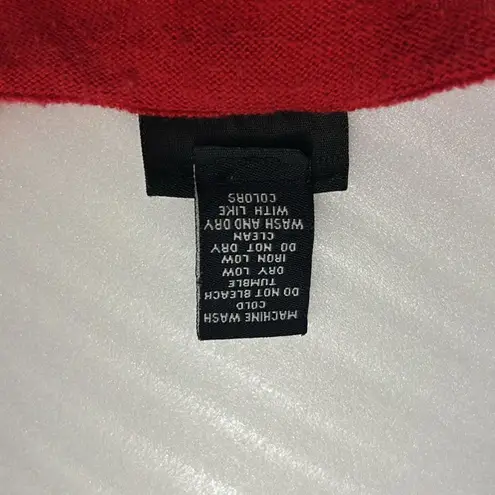 MACHINE WASH
COLD
DO NOT BLEACH
TUMBLE
DRY LOW
IRON LOW
DO NOT DRY
CLEAN
WASH AND DRY
WITH LIKE
COLORS